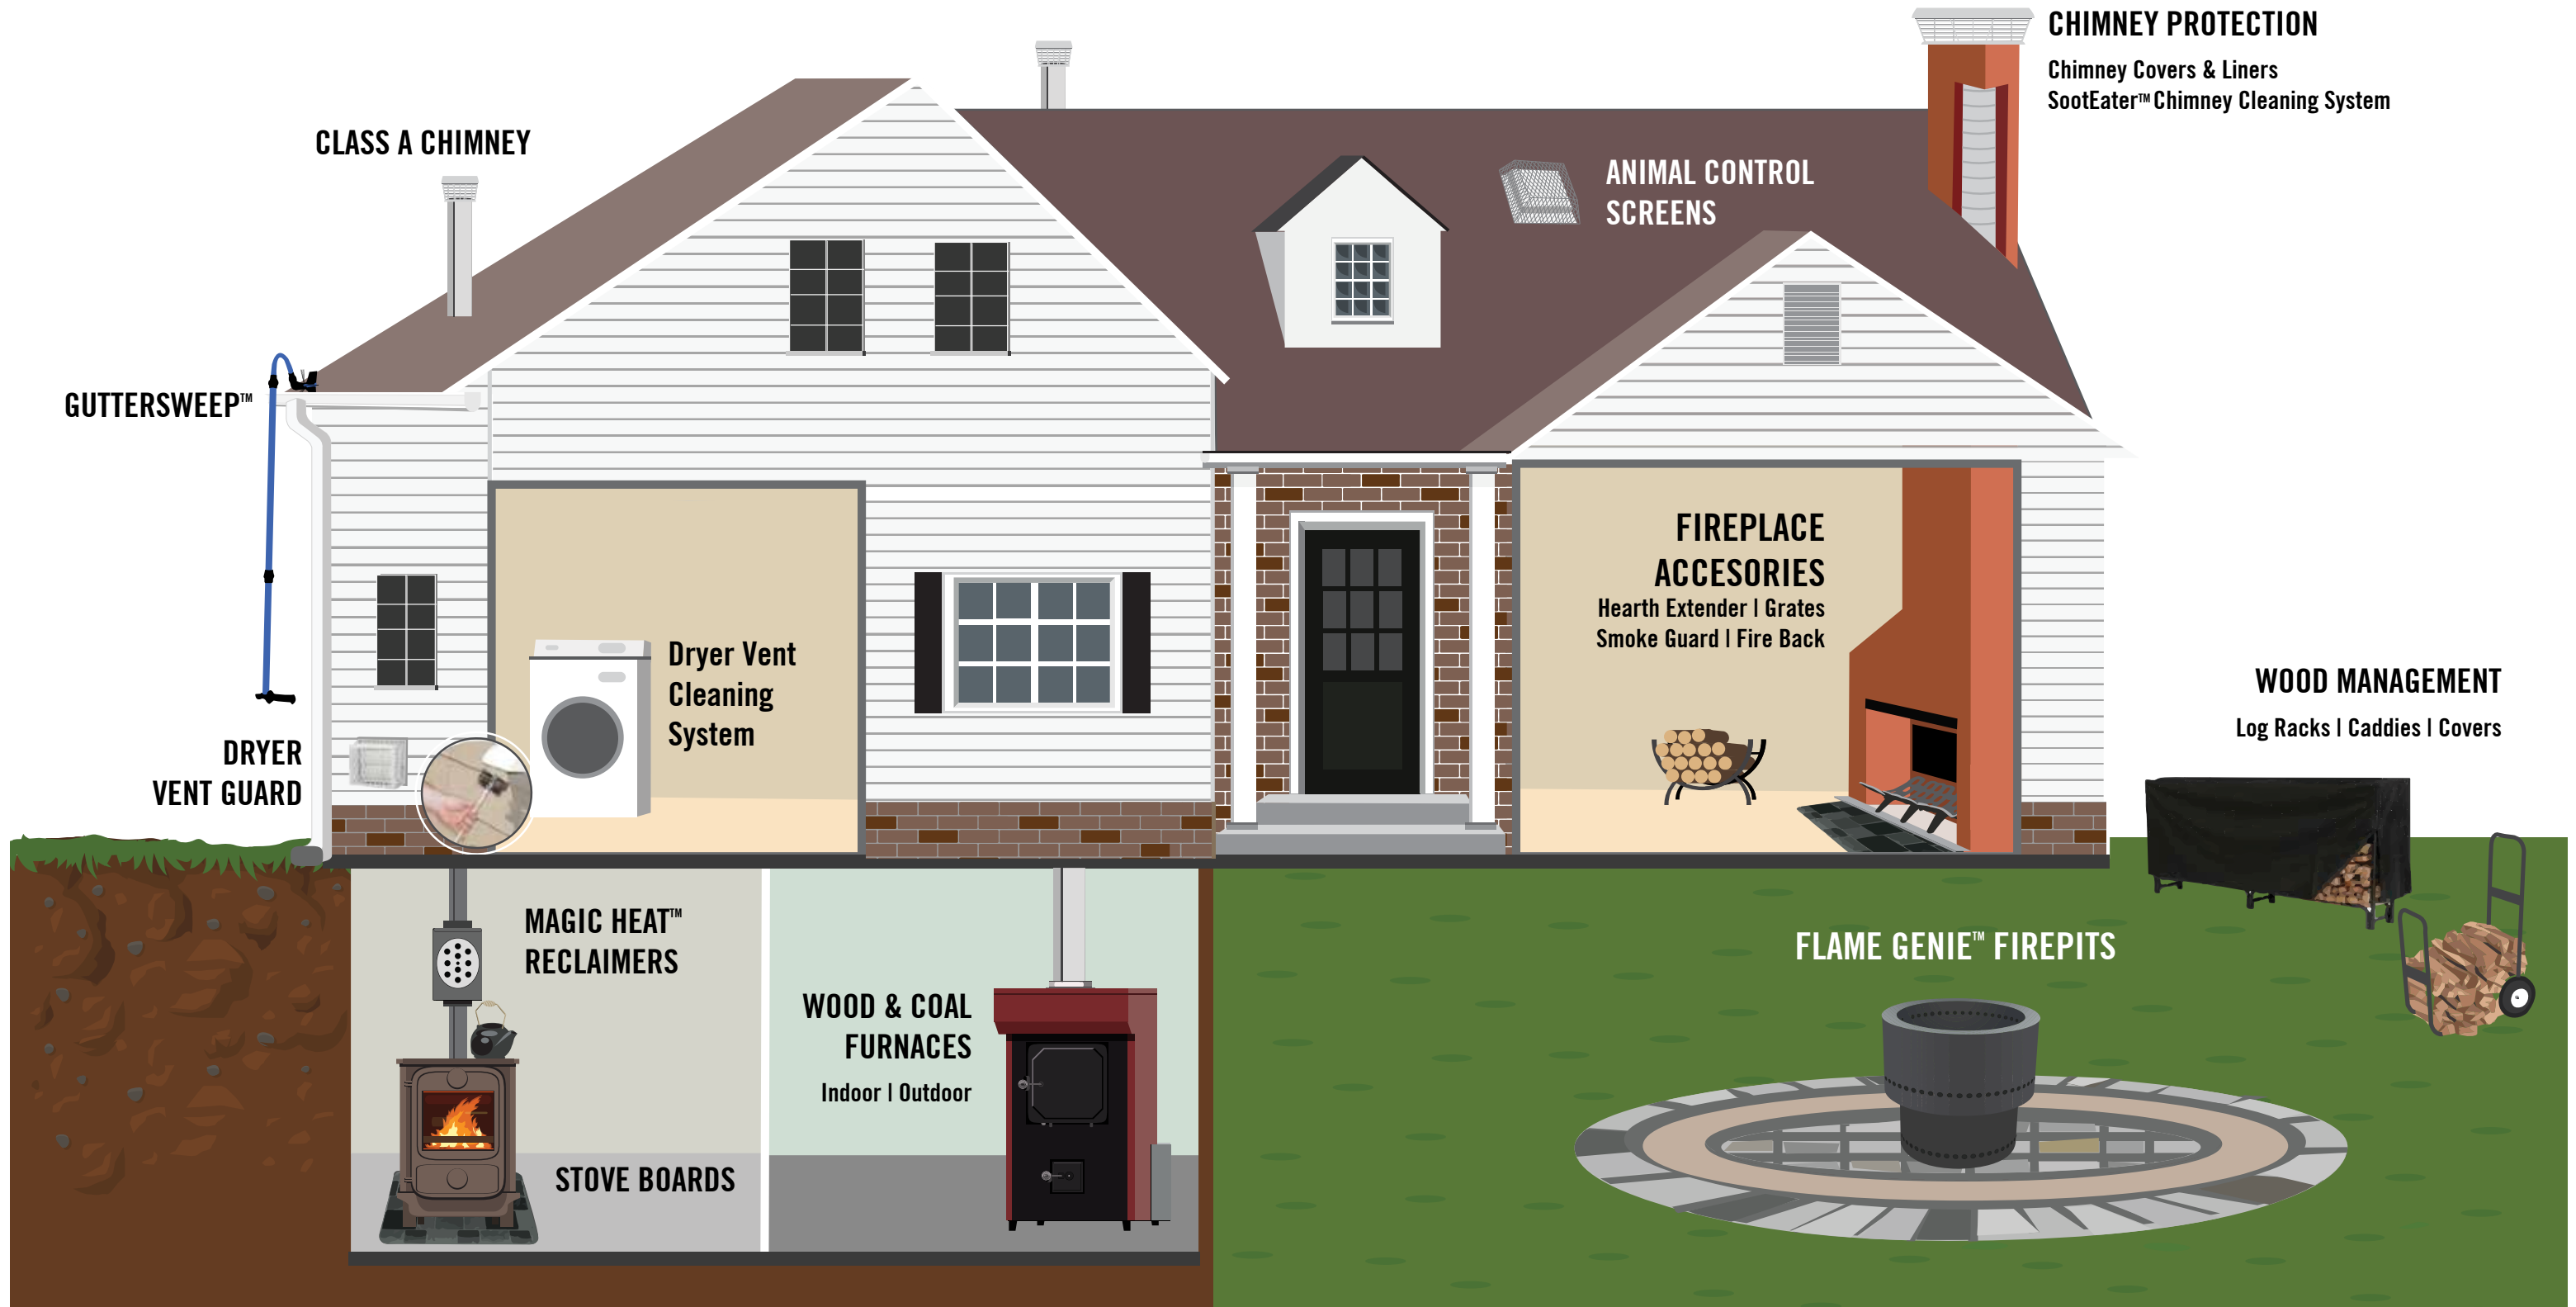 CHIMNEY PROTECTION
Chimney Covers & Liners
SootEater™ Chimney Cleaning System
CLASS A CHIMNEY
ANIMAL CONTROL
SCREENS
GUTTERSWEEP™
FIREPLACE
ACCESORIES
Hearth Extender | Grates
Smoke Guard | Fire Back
Dryer Vent
Cleaning
System
WOOD MANAGEMENT
Log Racks | Caddies | Covers
DRYER
VENT GUARD
MAGIC HEAT™
RECLAIMERS
WOOD & COAL
FURNACES
Indoor | Outdoor
FLAME GENIE™ FIREPITS
STOVE BOARDS